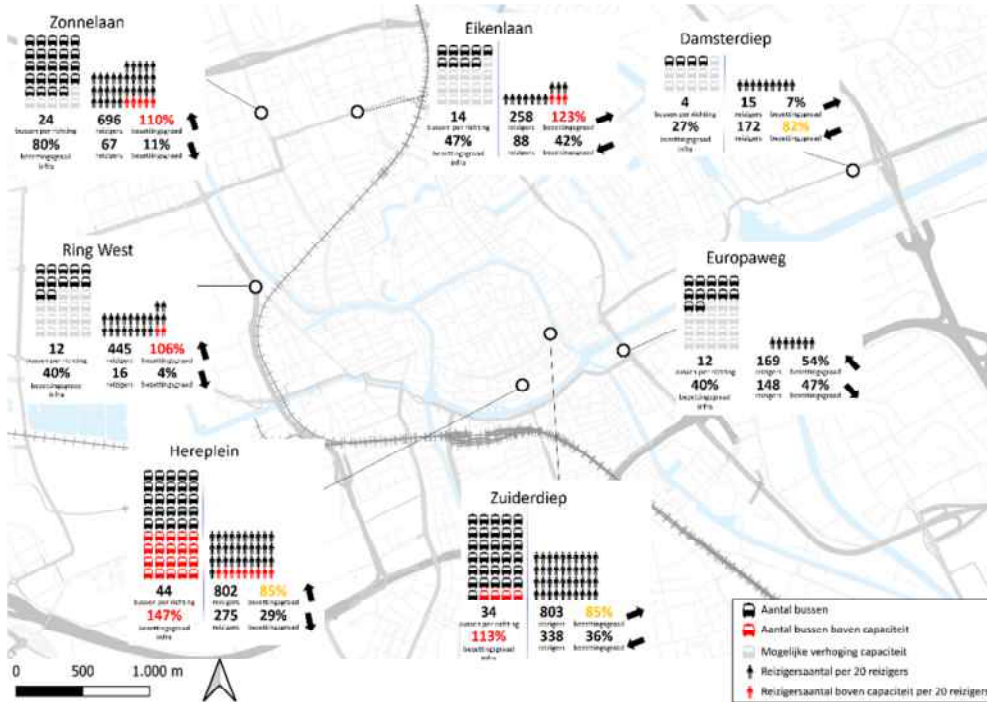 Zonnelaan
24
bussen per richting
696
reizigers
110%
bezettingsgraad
80%
bezettingsgraad
infra
67
reizigers
11%
bezettingsgraad
Eikenlaan
14
bussen per richting
258
reizigers
123%
bezettingsgraad
47%
bezettingsgraad
infra
88
reizigers
42%
bezettingsgraad
Damsterdiep
4
bussen per richting
15
reizigers
7%
bezettingsgraad
27%
bezettingsgraad
infra
172
reizigers
82%
bezettingsgraad
Ring West
12
bussen per richting
445
reizigers
106%
bezettingsgraad
40%
bezettingsgraad
infra
16
reizigers
4%
bezettingsgraad
Europaweg
12
bussen per richting
169
reizigers
54%
bezettingsgraad
40%
bezettingsgraad
infra
148
reizigers
47%
bezettingsgraad
Hereplein
44
bussen per richting
802
reizigers
85%
bezettingsgraad
147%
bezettingsgraad
infra
275
reizigers
29%
bezettingsgraad
Zuiderdiep
34
bussen per richting
803
reizigers
85%
bezettingsgraad
113%
bezettingsgraad
infra
338
reizigers
36%
bezettingsgraad
Aantal bussen
Aantal bussen boven capaciteit
Mogelijke verhoging capaciteit
Reizigersaantal per 20 reizigers
Reizigersaantal boven capaciteit per 20 reizigers
0 500 1.000 m